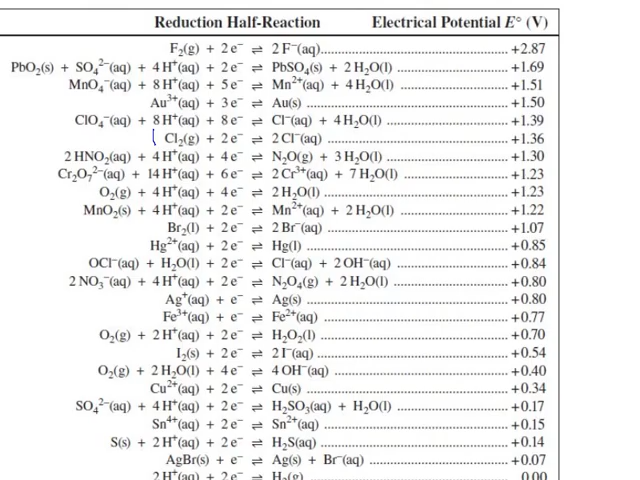 Reduction Half-Reaction Electrical Potential E° (V)
F₂(g) + 2 e⁻ ⇌ 2 F⁻(aq) +2.87
PbO₂(s) + SO₄²⁻(aq) + 4 H⁺(aq) + 2 e⁻ ⇌ PbSO₄(s) + 2 H₂O(l) +1.69
MnO₄⁻(aq) + 8 H⁺(aq) + 5 e⁻ ⇌ Mn²⁺(aq) + 4 H₂O(l) +1.51
Au³⁺(aq) + 3 e⁻ ⇌ Au(s) +1.50
ClO₄⁻(aq) + 8 H⁺(aq) + 8 e⁻ ⇌ Cl⁻(aq) + 4 H₂O(l) +1.39
Cl₂(g) + 2 e⁻ ⇌ 2 Cl⁻(aq) +1.36
2 HNO₂(aq) + 4 H⁺(aq) + 4 e⁻ ⇌ N₂O(g) + 3 H₂O(l) +1.30
Cr₂O₇²⁻(aq) + 14 H⁺(aq) + 6 e⁻ ⇌ 2 Cr³⁺(aq) + 7 H₂O(l) +1.23
O₂(g) + 4 H⁺(aq) + 4 e⁻ ⇌ 2 H₂O(l) +1.23
MnO₂(s) + 4 H⁺(aq) + 2 e⁻ ⇌ Mn²⁺(aq) + 2 H₂O(l) +1.22
Br₂(l) + 2 e⁻ ⇌ 2 Br⁻(aq) +1.07
Hg²⁺(aq) + 2 e⁻ ⇌ Hg(l) +0.85
OCl⁻(aq) + H₂O(l) + 2 e⁻ ⇌ Cl⁻(aq) + 2 OH⁻(aq) +0.84
2 NO₃⁻(aq) + 4 H⁺(aq) + 2 e⁻ ⇌ N₂O₄(g) + 2 H₂O(l) +0.80
Ag⁺(aq) + e⁻ ⇌ Ag(s) +0.80
Fe³⁺(aq) + e⁻ ⇌ Fe²⁺(aq) +0.77
O₂(g) + 2 H⁺(aq) + 2 e⁻ ⇌ H₂O₂(l) +0.70
I₂(s) + 2 e⁻ ⇌ 2 I⁻(aq) +0.54
O₂(g) + 2 H₂O(l) + 4 e⁻ ⇌ 4 OH⁻(aq) +0.40
Cu²⁺(aq) + 2 e⁻ ⇌ Cu(s) +0.34
SO₄²⁻(aq) + 4 H⁺(aq) + 2 e⁻ ⇌ H₂SO₃(aq) + H₂O(l) +0.17
Sn⁴⁺(aq) + 2 e⁻ ⇌ Sn²⁺(aq) +0.15
S(s) + 2 H⁺(aq) + 2 e⁻ ⇌ H₂S(aq) +0.14
AgBr(s) + e⁻ ⇌ Ag(s) + Br⁻(aq) +0.07
2 H⁺(aq) + 2 e⁻ ⇌ H₂(g) 0.00